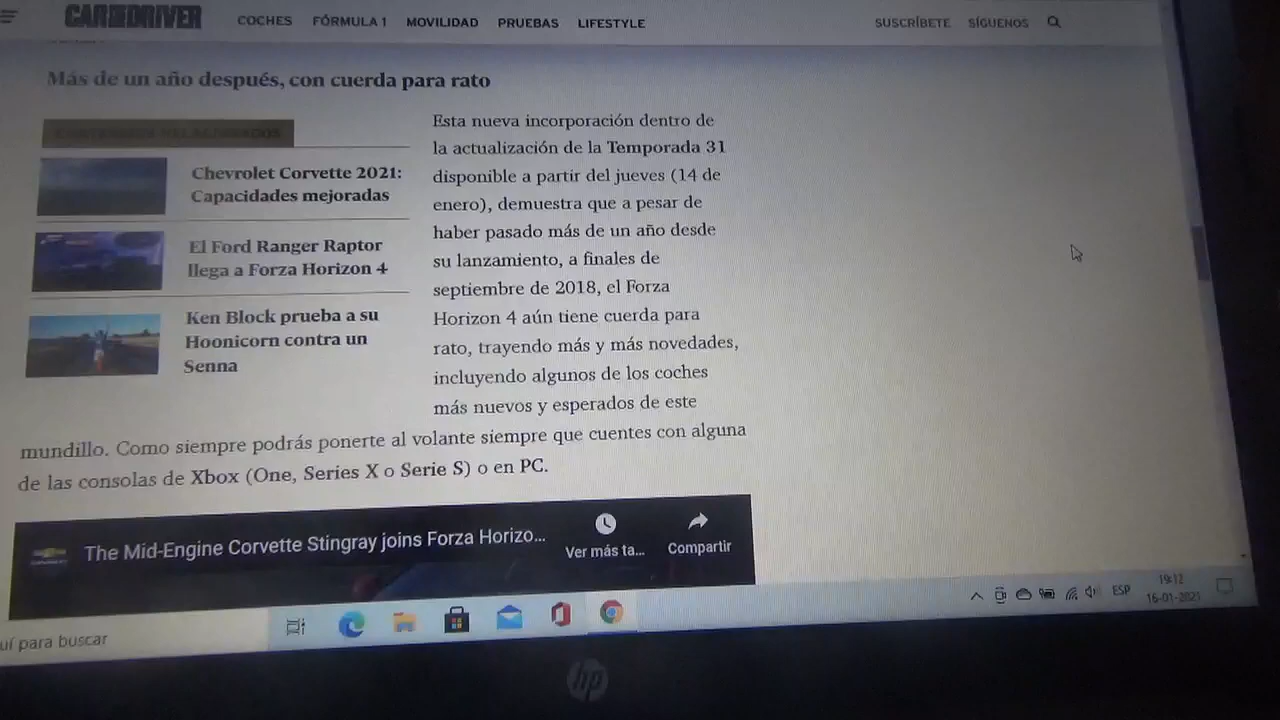 CAR AND DRIVER
COCHES FÓRMULA 1 MOVILIDAD PRUEBAS LIFESTYLE SUSCRÍBETE SÍGUENOS
Más de un año después, con cuerda para rato
CONTENIDOS RELACIONADOS
Chevrolet Corvette 2021:
Capacidades mejoradas
El Ford Ranger Raptor
llega a Forza Horizon 4
Ken Block prueba a su
Hoonicorn contra un
Senna
Esta nueva incorporación dentro de
la actualización de la Temporada 31
disponible a partir del jueves (14 de
enero), demuestra que a pesar de
haber pasado más de un año desde
su lanzamiento, a finales de
septiembre de 2018, el Forza
Horizon 4 aún tiene cuerda para
rato, trayendo más y más novedades,
incluyendo algunos de los coches
más nuevos y esperados de este
mundillo. Como siempre podrás ponerte al volante siempre que cuentes con alguna
de las consolas de Xbox (One, Series X o Serie S) o en PC.
The Mid-Engine Corvette Stingray joins Forza Horizo...
Ver más ta...
Compartir
uí para buscar
ESP
19:12
16-01-2021
hp